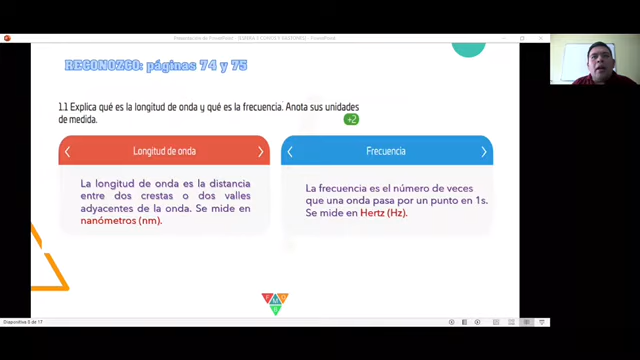 RECONOZCO: páginas 74 y 75
1.1 Explica qué es la longitud de onda y qué es la frecuencia. Anota sus unidades
de medida.
+2
Longitud de onda
La longitud de onda es la distancia
entre dos crestas o dos valles
adyacentes de la onda. Se mide en
nanómetros (nm).
Frecuencia
La frecuencia es el número de veces
que una onda pasa por un punto en 1s.
Se mide en Hertz (Hz).